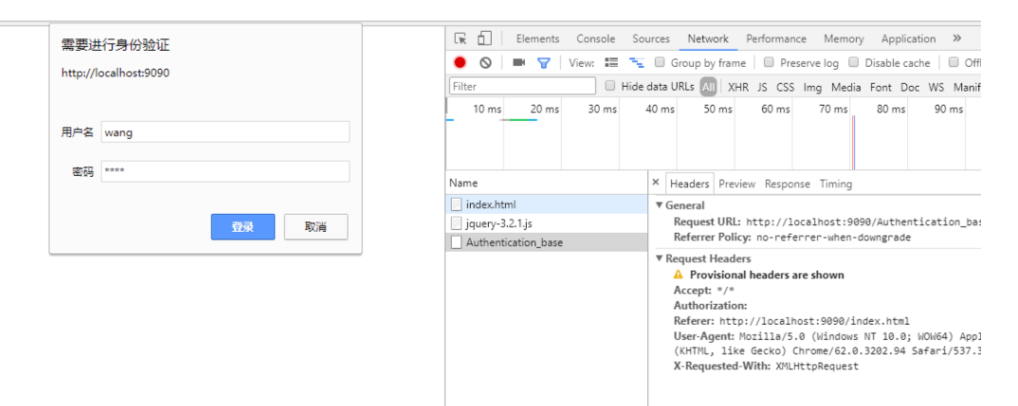 需要进行身份验证
http://localhost:9090
用户名 wang
密码 ****
登录 取消
Elements Console Sources Network Performance Memory Application »
View: Group by frame Preserve log Disable cache Offl
Filter Hide data URLs All XHR JS CSS Img Media Font Doc WS Manif
10 ms 20 ms 30 ms 40 ms 50 ms 60 ms 70 ms 80 ms 90 ms
Name
index.html
jquery-3.2.1.js
Authentication_base
× Headers Preview Response Timing
▼ General
Request URL: http://localhost:9090/Authentication_bas
Referrer Policy: no-referrer-when-downgrade
▼ Request Headers
Provisional headers are shown
Accept: */*
Authorization:
Referer: http://localhost:9090/index.html
User-Agent: Mozilla/5.0 (Windows NT 10.0; WOW64) Appl
(KHTML, like Gecko) Chrome/62.0.3202.94 Safari/537.3
X-Requested-With: XMLHttpRequest